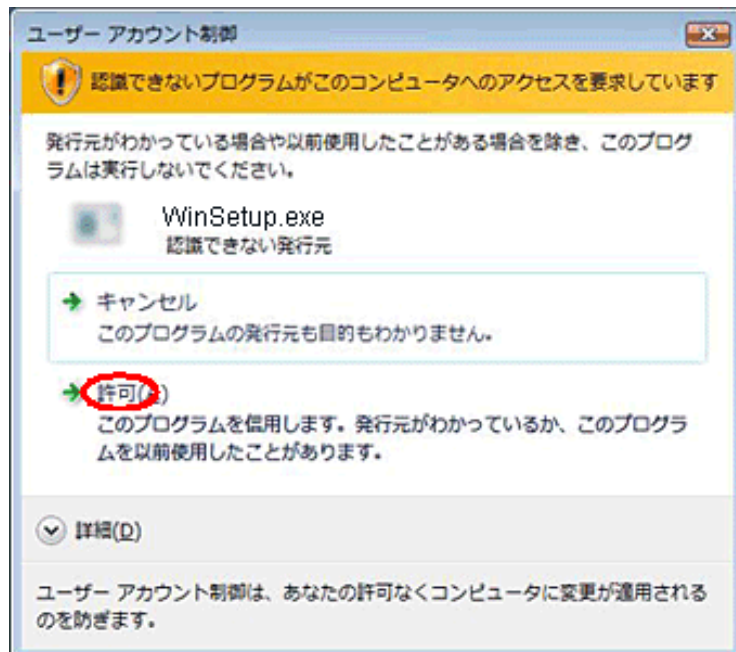 ユーザー アカウント制御
認識できないプログラムがこのコンピュータへのアクセスを要求しています
発行元がわかっている場合や以前使用したことがある場合を除き、このプログ
ラムは実行しないでください。
WinSetup.exe
認識できない発行元
キャンセル
このプログラムの発行元も目的もわかりません。
許可(A)
このプログラムを信用します。発行元がわかっているか、このプログラ
ムを以前使用したことがあります。
詳細(D)
ユーザー アカウント制御は、あなたの許可なくコンピュータに変更が適用される
のを防ぎます。